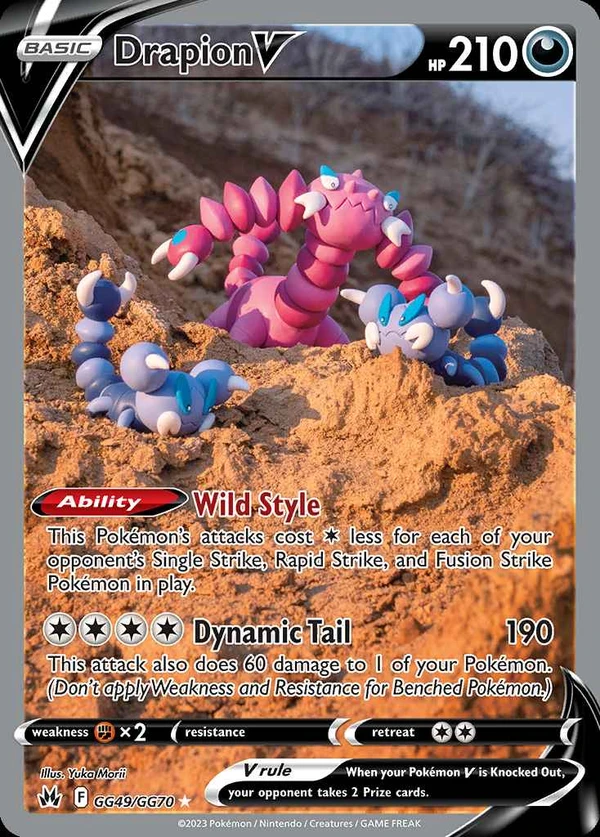 BASIC Drapion V HP 210
Ability Wild Style
This Pokémon's attacks cost less for each of your
opponent's Single Strike, Rapid Strike, and Fusion Strike
Pokémon in play.
Dynamic Tail 190
This attack also does 60 damage to 1 of your Pokémon.
(Don't apply Weakness and Resistance for Benched Pokémon.)
weakness ×2 resistance retreat
Illus. Yuka Morii
V rule When your Pokémon V is Knocked Out,
your opponent takes 2 Prize cards.
F GG49/GG70
©2023 Pokémon / Nintendo / Creatures / GAME FREAK